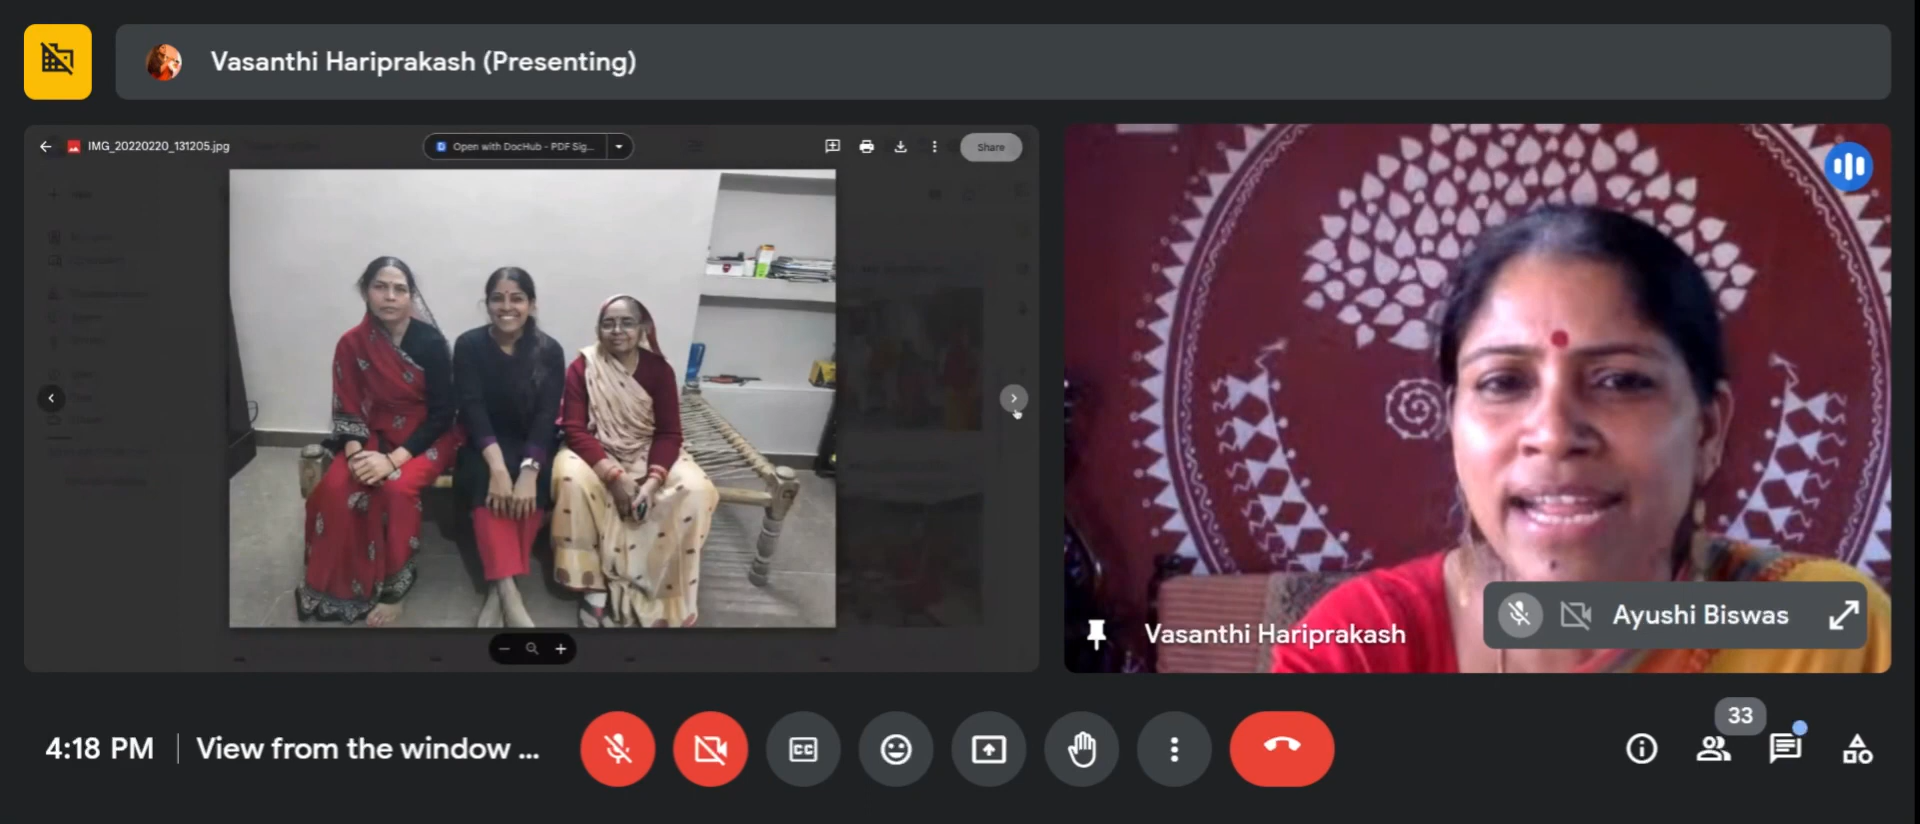 Vasanthi Hariprakash (Presenting)
IMG_20220220_131205.jpg
Open with DocHub - PDF Sig...
Share
Vasanthi Hariprakash
Ayushi Biswas
4:18 PM
View from the window ...
CC
33